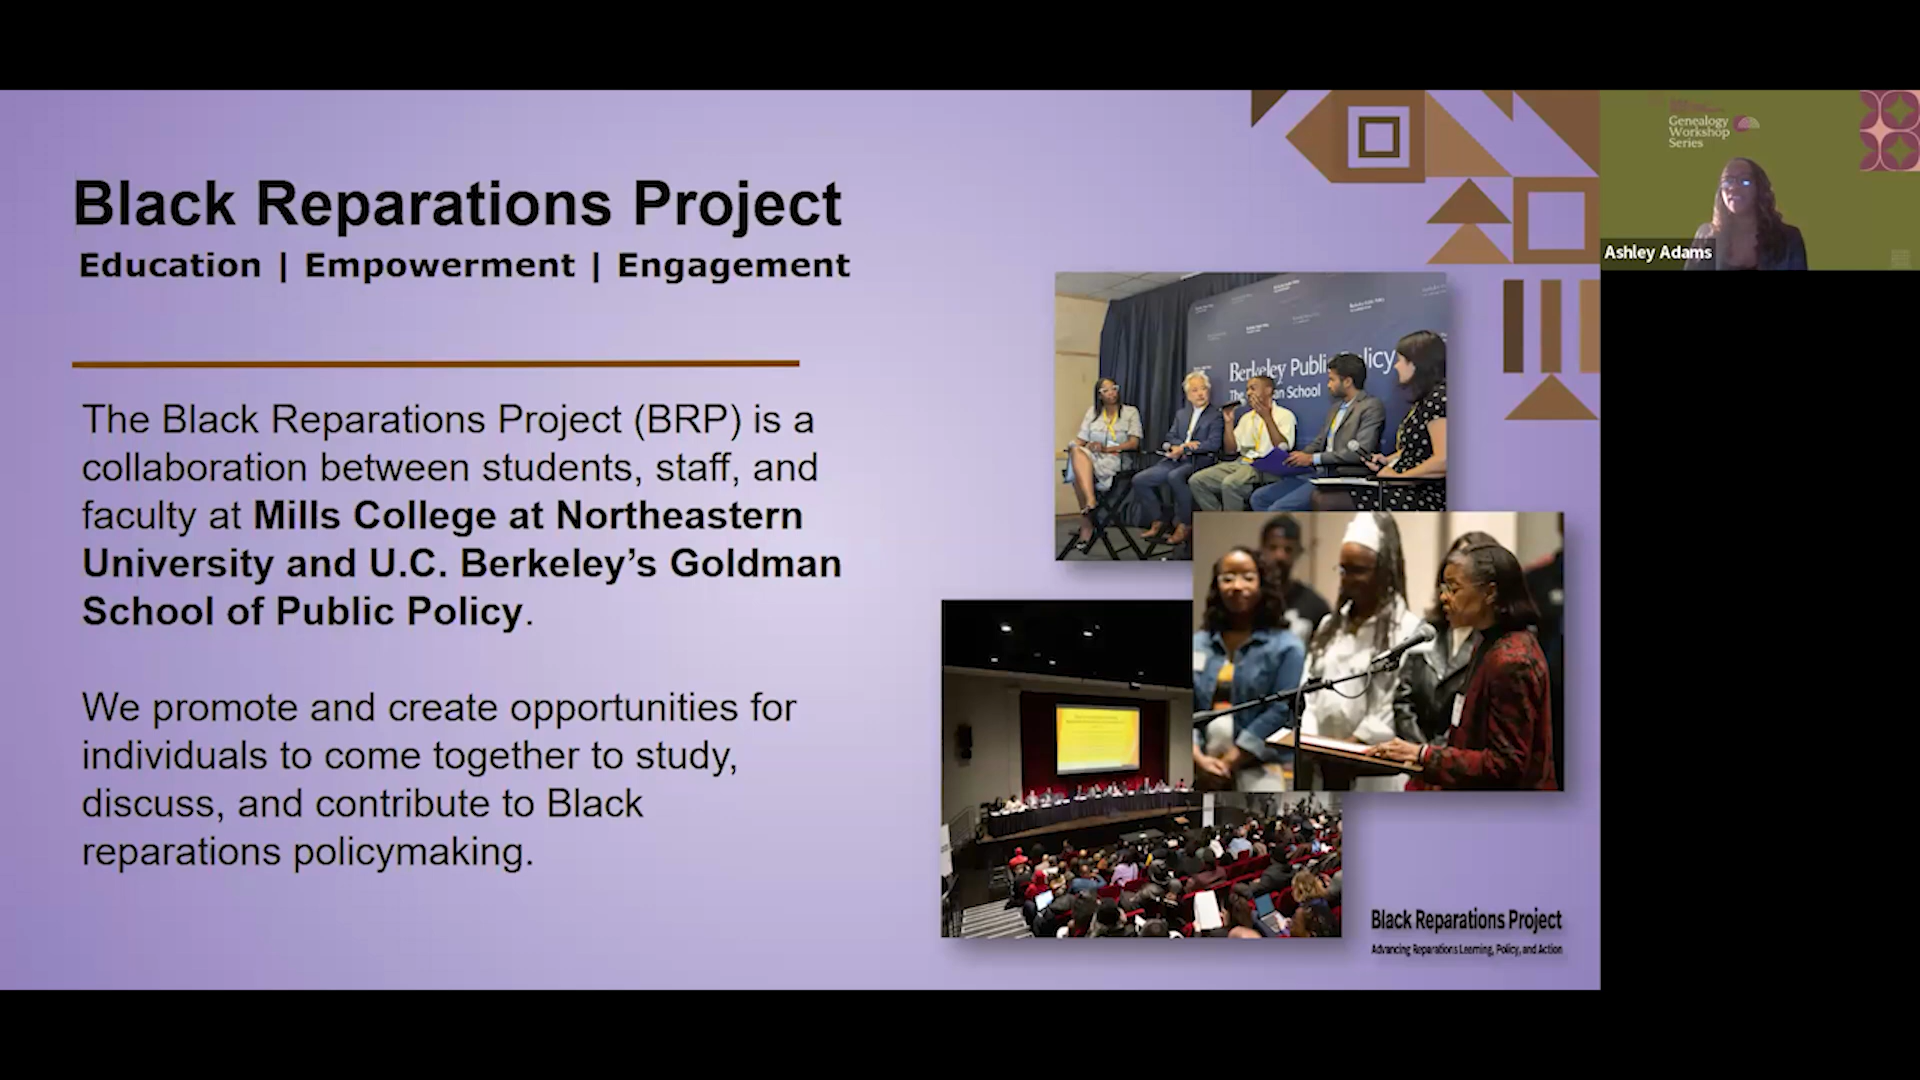 Black Reparations Project
Education | Empowerment | Engagement
The Black Reparations Project (BRP) is a
collaboration between students, staff, and
faculty at Mills College at Northeastern
University and U.C. Berkeley’s Goldman
School of Public Policy.
We promote and create opportunities for
individuals to come together to study,
discuss, and contribute to Black
reparations policymaking.
Berkeley Public Policy
The
School
Black Reparations Project
Advancing Reparations Learning, Policy, and Action
Genealogy
Workshop
Series
Ashley Adams